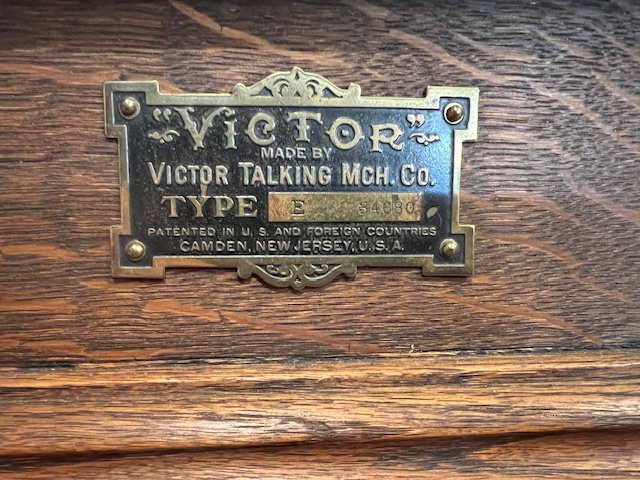 "VICTOR"
MADE BY
VICTOR TALKING MCH. CO.
TYPE E
PATENTED IN U.S. AND FOREIGN COUNTRIES
CAMDEN, NEW JERSEY, U.S.A.